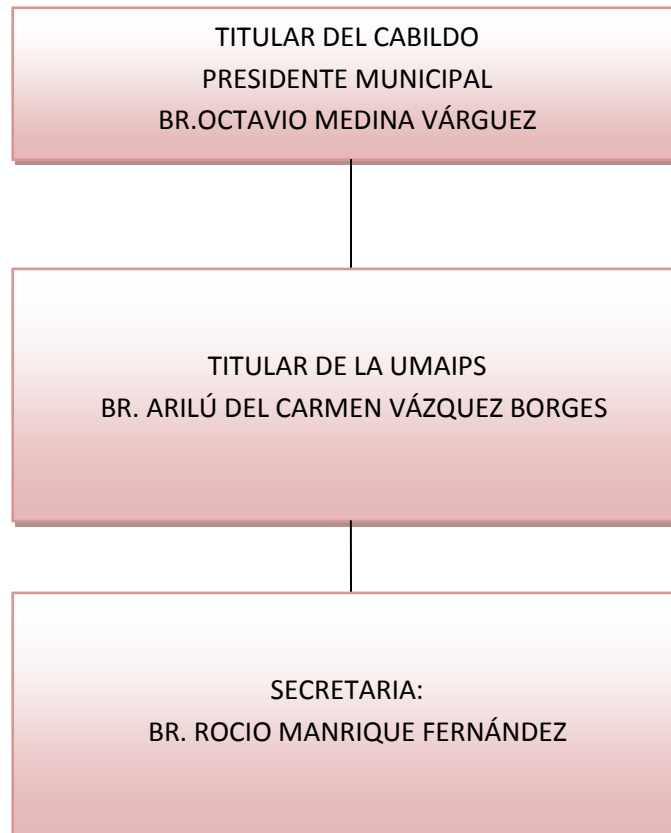 TITULAR DEL CABILDO
PRESIDENTE MUNICIPAL
BR.OCTAVIO MEDINA VÁRGUEZ
TITULAR DE LA UMAIPS
BR. ARILÚ DEL CARMEN VÁZQUEZ BORGES
SECRETARIA:
BR. ROCIO MANRIQUE FERNÁNDEZ